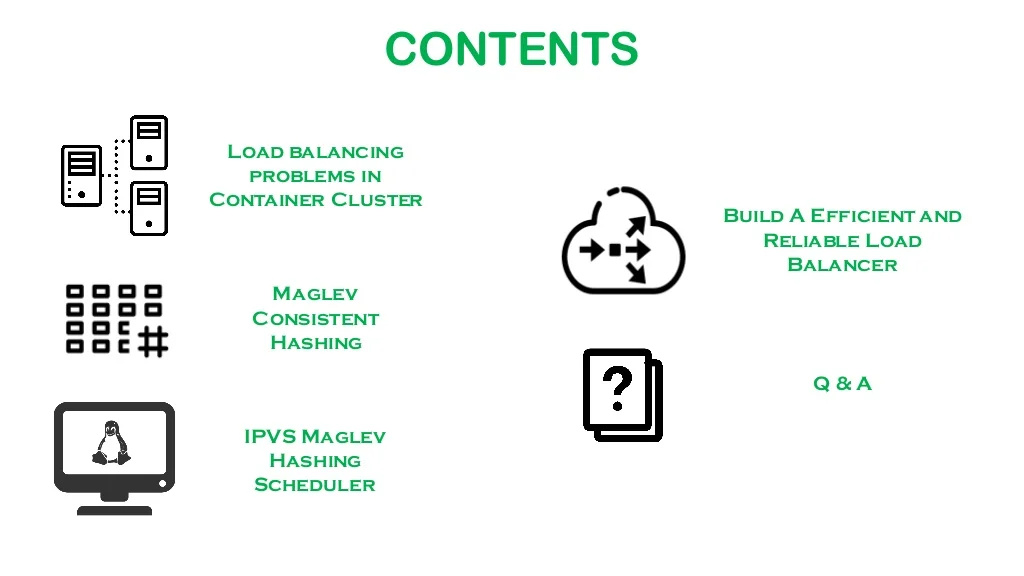 CONTENTS
Load balancing
problems in
Container Cluster
Maglev
Consistent
Hashing
IPVS Maglev
Hashing
Scheduler
Build A Efficient and
Reliable Load
Balancer
Q & A